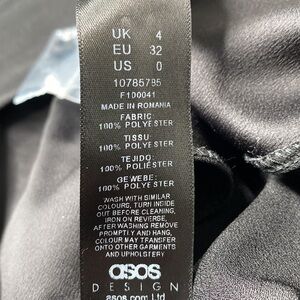 UK 4
EU 32
US 0
10785785
F100041
MADE IN ROMANIA
FABRIC
100% POLYESTER
TISSU:
100% POLYESTER
TEJIDO:
100% POLIESTER
GEWEBE:
100% POLYESTER
WASH WITH SIMILAR
COLOURS, TURN INSIDE
OUT BEFORE CLEANING,
IRON ON REVERSE,
AFTER WASHING REMOVE
PROMPTLY AND HANG,
COLOUR MAY TRANSFER
ONTO OTHER GARMENTS
AND UPHOLSTERY
asos
DESIGN
asos.com Ltd